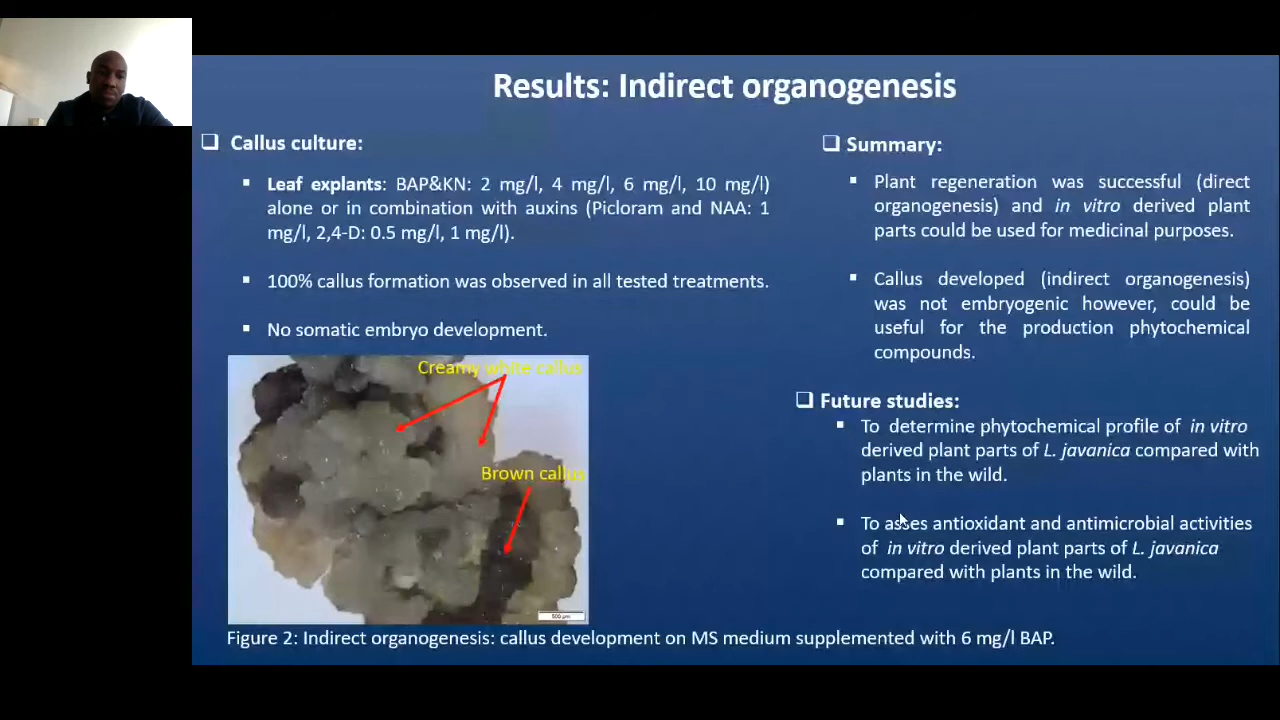 Results: Indirect organogenesis
Callus culture:
Leaf explants: BAP&KN: 2 mg/l, 4 mg/l, 6 mg/l, 10 mg/l)
alone or in combination with auxins (Picloram and NAA: 1
mg/l, 2,4-D: 0.5 mg/l, 1 mg/l).
100% callus formation was observed in all tested treatments.
No somatic embryo development.
Creamy white callus
Brown callus
500 µm
Figure 2: Indirect organogenesis: callus development on MS medium supplemented with 6 mg/l BAP.
Summary:
Plant regeneration was successful (direct
organogenesis) and in vitro derived plant
parts could be used for medicinal purposes.
Callus developed (indirect organogenesis)
was not embryogenic however, could be
useful for the production phytochemical
compounds.
Future studies:
To determine phytochemical profile of in vitro
derived plant parts of L. javanica compared with
plants in the wild.
To asses antioxidant and antimicrobial activities
of in vitro derived plant parts of L. javanica
compared with plants in the wild.